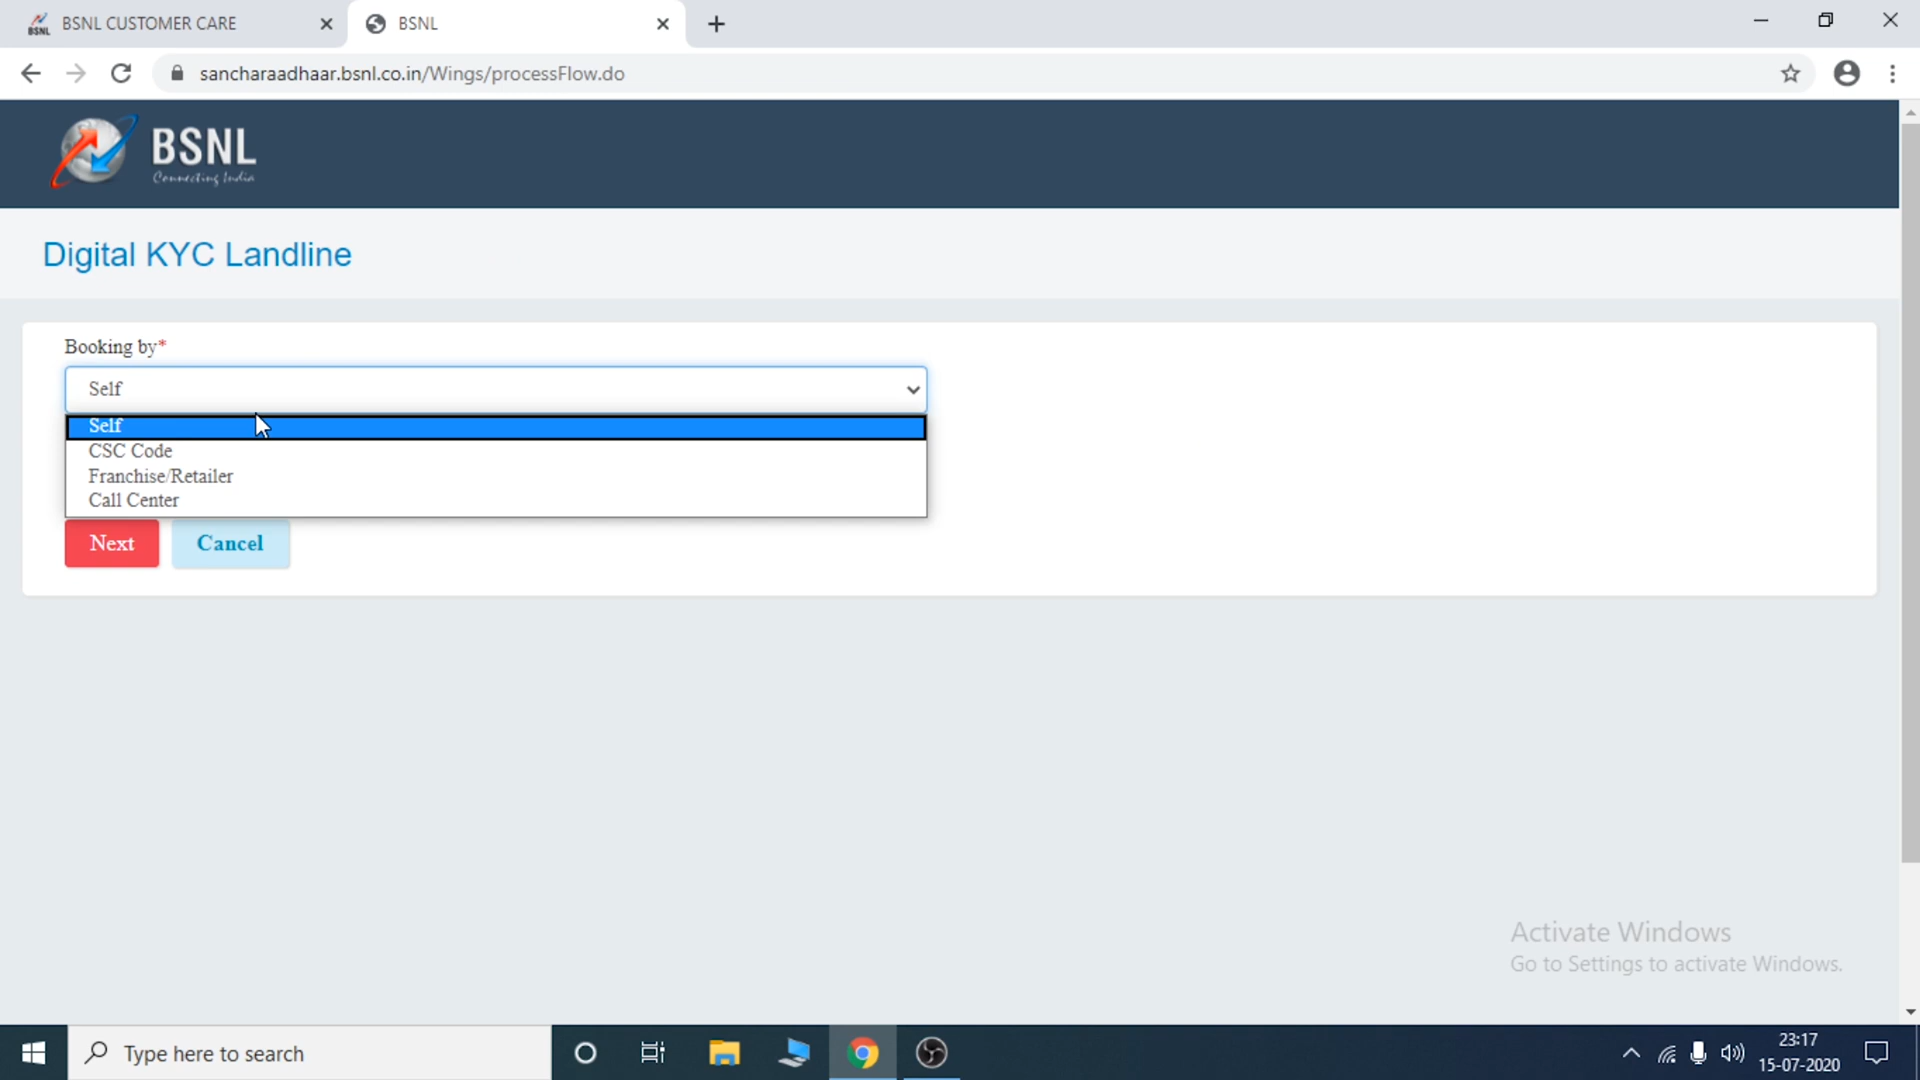 BSNL CUSTOMER CARE
BSNL
sancharaadhaar.bsnl.co.in/Wings/processFlow.do
BSNL
Connecting India
Digital KYC Landline
Booking by*
Self
Self
CSC Code
Franchise/Retailer
Call Center
Next
Cancel
Activate Windows
Go to Settings to activate Windows.
Type here to search
23:17
15-07-2020